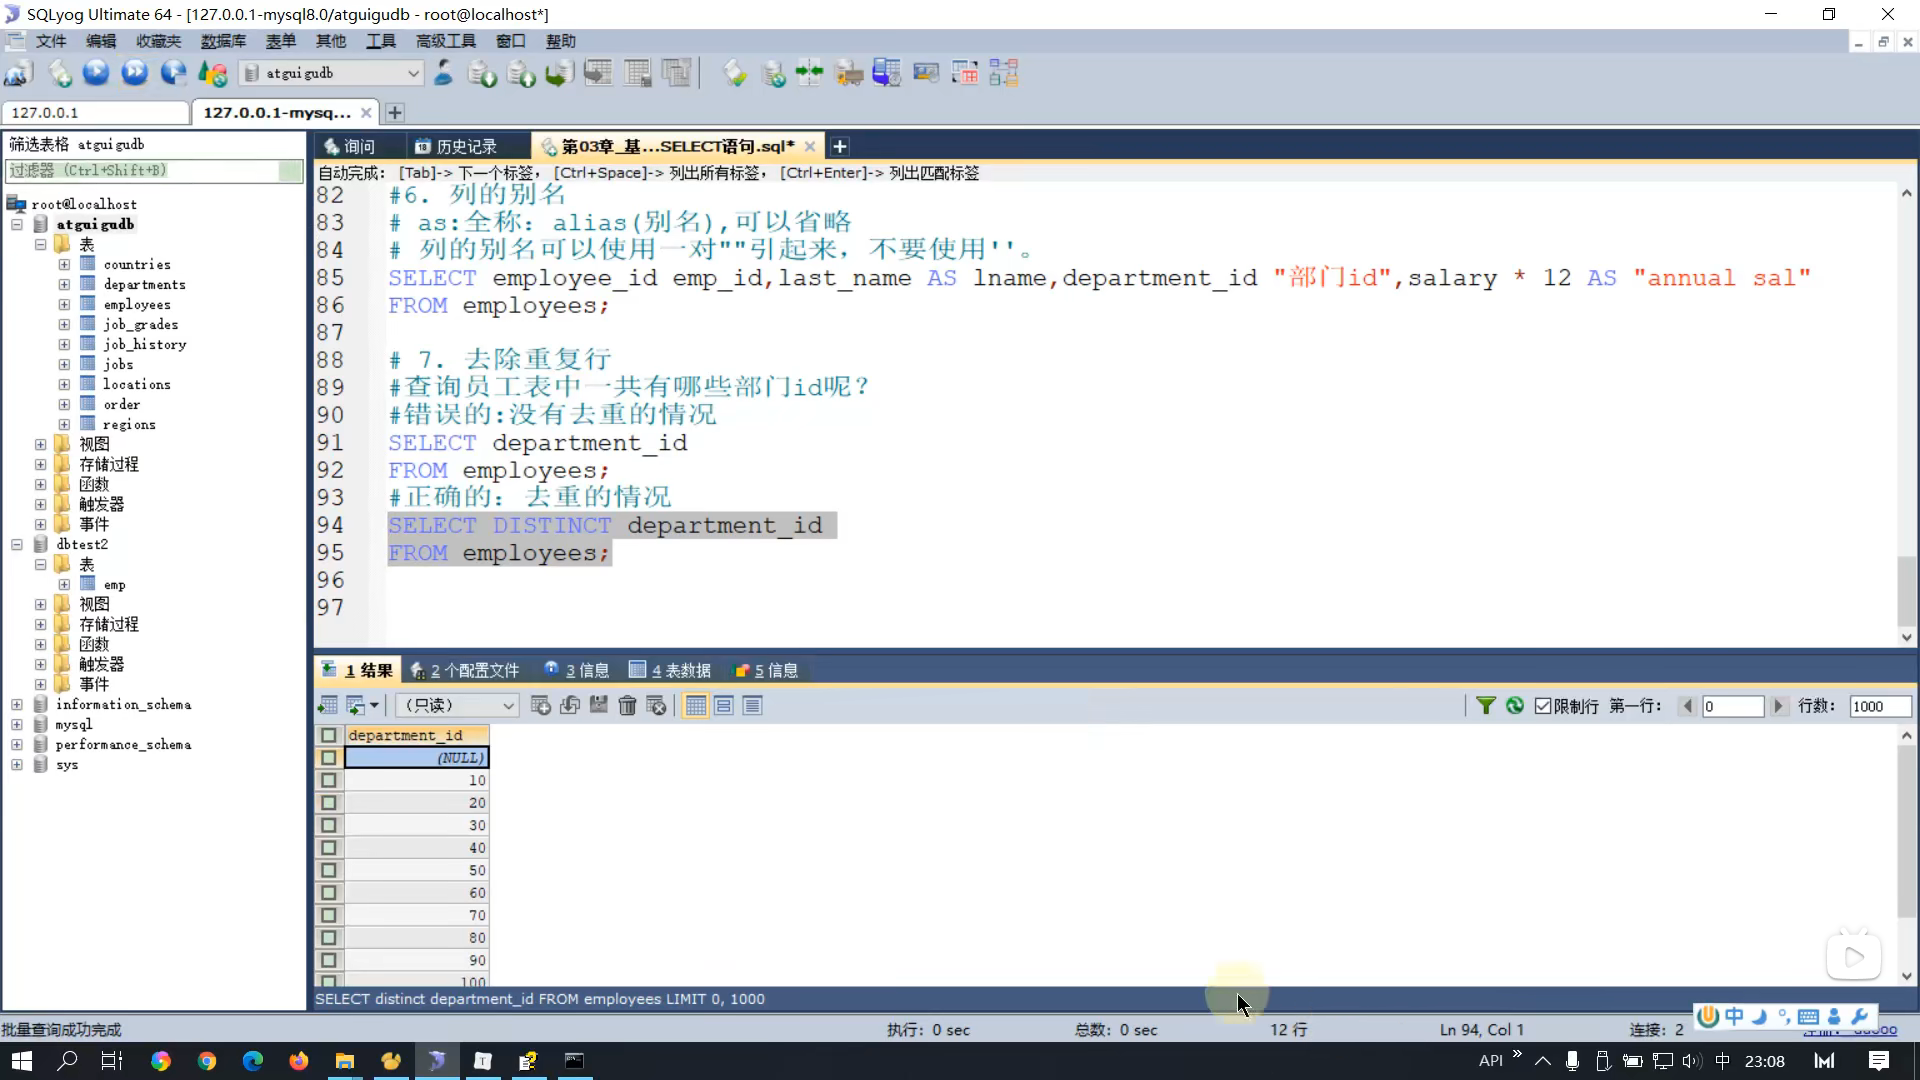 SQLyog Ultimate 64 - [127.0.0.1-mysql8.0/atguigudb - root@localhost*]
文件 编辑 收藏夹 数据库 表单 其他 工具 高级工具 窗口 帮助
atguigudb
127.0.0.1 127.0.0.1-mysq...
筛选表格 atguigudb
过滤器 (Ctrl+Shift+B)
root@localhost
atguigudb
表
countries
departments
employees
job_grades
job_history
jobs
locations
order
regions
视图
存储过程
函数
触发器
事件
dbtest2
表
emp
视图
存储过程
函数
触发器
事件
information_schema
mysql
performance_schema
sys
询问 历史记录 第03章_基...SELECT语句.sql*
自动完成: [Tab]-> 下一个标签, [Ctrl+Space]-> 列出所有标签, [Ctrl+Enter]-> 列出匹配标签
82 #6. 列的别名
83 # as:全称: alias(别名),可以省略
84 # 列的别名可以使用一对""引起来，不要使用''。
85 SELECT employee_id emp_id,last_name AS lname,department_id "部门id",salary * 12 AS "annual sal"
86 FROM employees;
87
88 # 7. 去除重复行
89 #查询员工表中一共有哪些部门id呢?
90 #错误的:没有去重的情况
91 SELECT department_id
92 FROM employees;
93 #正确的: 去重的情况
94 SELECT DISTINCT department_id
95 FROM employees;
96
97
1 结果 2 个配置文件 3 信息 4 表数据 5 信息
(只读) 限制行 第一行: 0 行数: 1000
department_id
(NULL)
10
20
30
40
50
60
70
80
90
100
SELECT distinct department_id FROM employees LIMIT 0, 1000
批量查询成功完成 执行: 0 sec 总数: 0 sec 12 行 Ln 94, Col 1 连接: 2
中
API 中 23:08